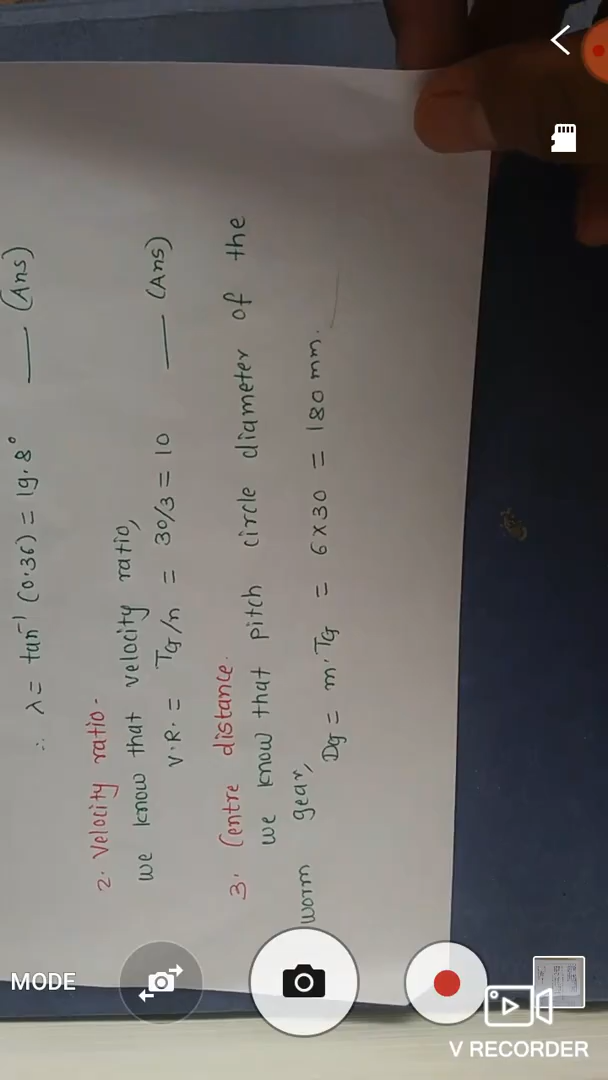 ∴ λ = tan⁻¹ (0.36) = 19.8° — (Ans)
2. Velocity ratio.
we know that velocity ratio,
V.R. = TG/n = 30/3 = 10 — (Ans)
3. Centre distance.
we know that pitch circle diameter of the
worm gear,
DG = m.TG = 6 x 30 = 180 mm.
MODE
V RECORDER